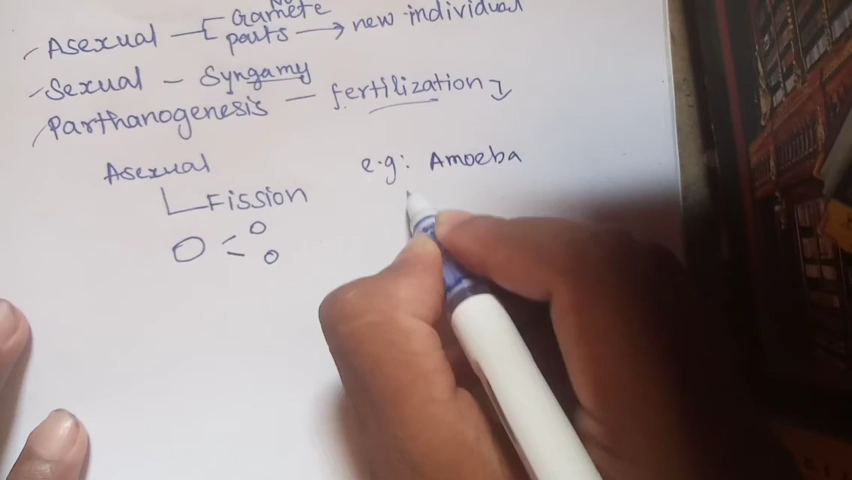 No
Gamete
Asexual parts → new individual
Sexual - Syngamy
Parthanogenesis - fertilization
Asexual
e.g: Amoeba
Fission